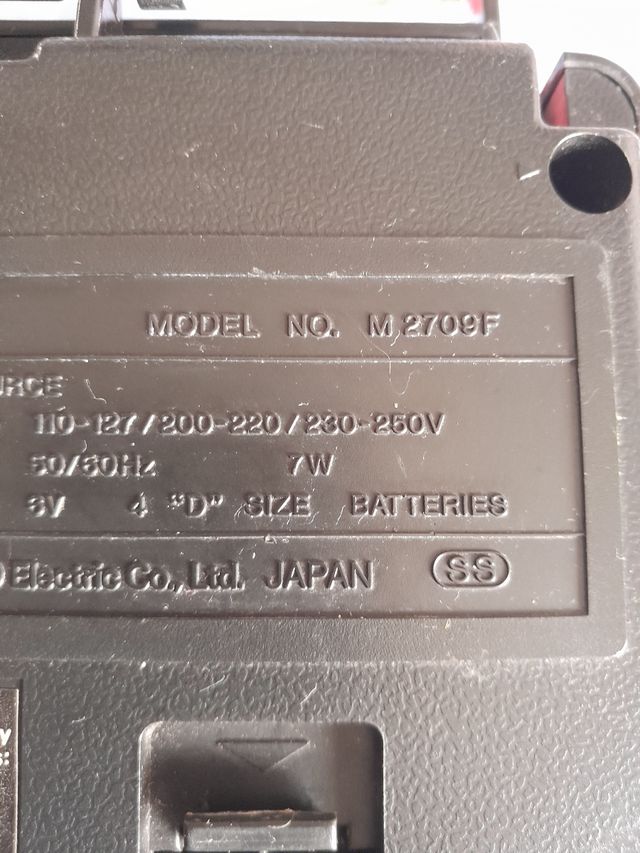 MODEL NO. M 2709F
URCE
110-127/200-220/230-250V
50/60Hz 7W
6V 4 "D" SIZE BATTERIES
Electric Co., Ltd. JAPAN SS